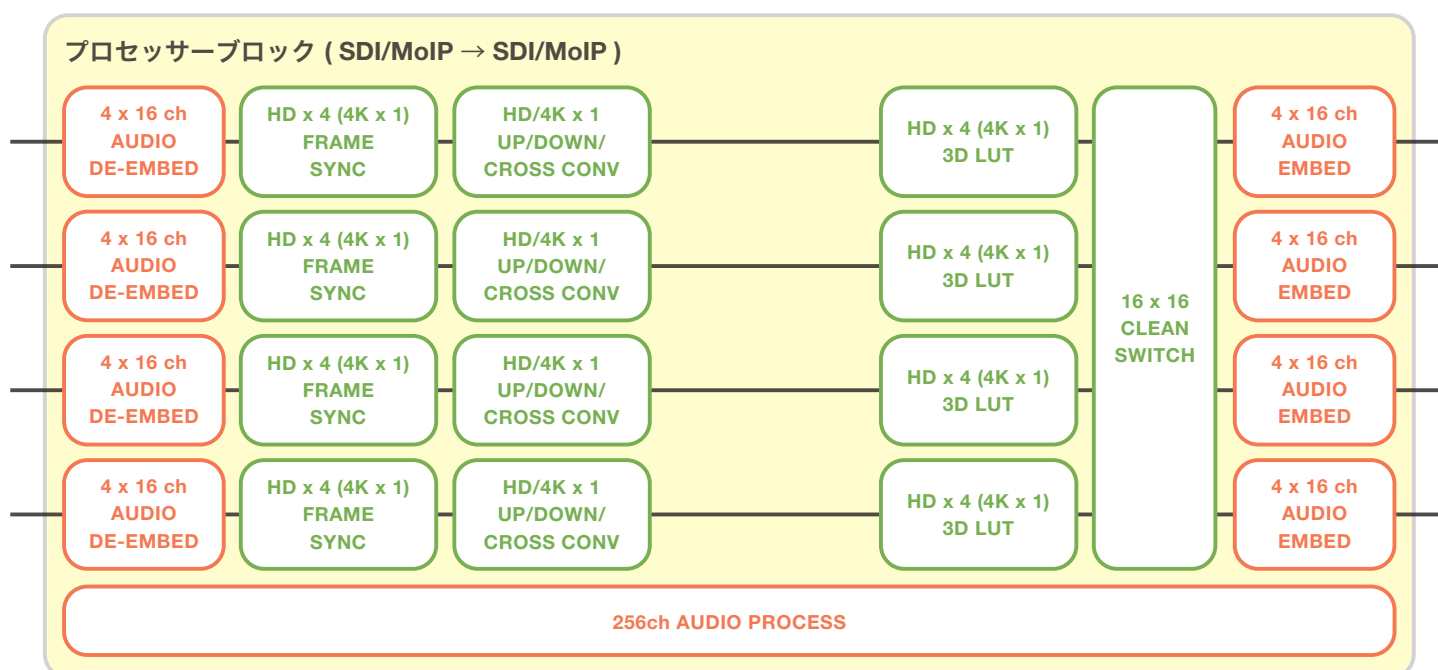 プロセッサーブロック ( SDI/MoIP → SDI/MoIP )
4 x 16 ch
AUDIO
DE-EMBED
HD x 4 (4K x 1)
FRAME
SYNC
HD/4K x 1
UP/DOWN/
CROSS CONV
HD x 4 (4K x 1)
3D LUT
4 x 16 ch
AUDIO
EMBED
4 x 16 ch
AUDIO
DE-EMBED
HD x 4 (4K x 1)
FRAME
SYNC
HD/4K x 1
UP/DOWN/
CROSS CONV
HD x 4 (4K x 1)
3D LUT
4 x 16 ch
AUDIO
EMBED
16 x 16
CLEAN
SWITCH
4 x 16 ch
AUDIO
DE-EMBED
HD x 4 (4K x 1)
FRAME
SYNC
HD/4K x 1
UP/DOWN/
CROSS CONV
HD x 4 (4K x 1)
3D LUT
4 x 16 ch
AUDIO
EMBED
4 x 16 ch
AUDIO
DE-EMBED
HD x 4 (4K x 1)
FRAME
SYNC
HD/4K x 1
UP/DOWN/
CROSS CONV
HD x 4 (4K x 1)
3D LUT
4 x 16 ch
AUDIO
EMBED
256ch AUDIO PROCESS